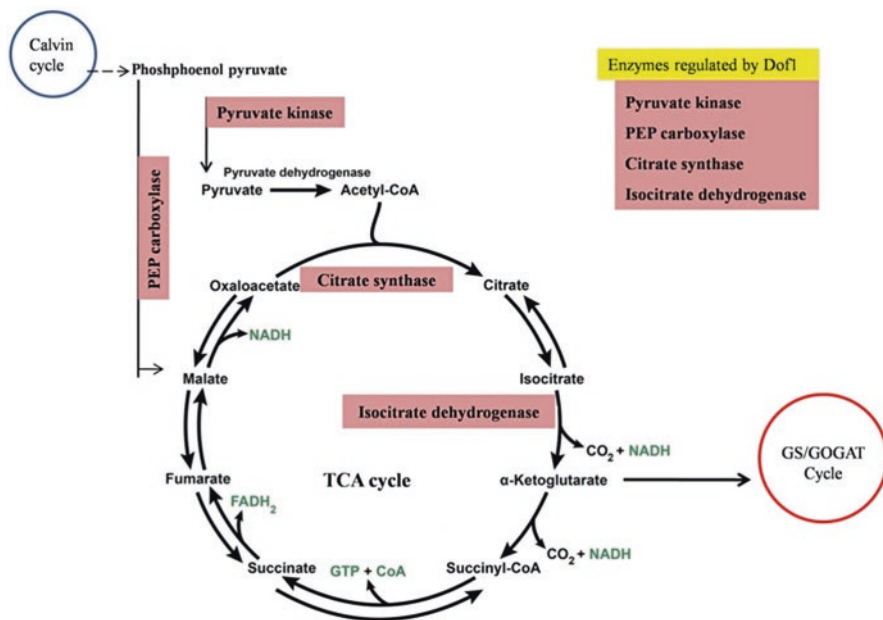 Calvin
cycle
Phoshphoenol pyruvate
Enzymes regulated by Dof1
Pyruvate kinase
PEP carboxylase
Citrate synthase
Isocitrate dehydrogenase
Pyruvate kinase
PEP carboxylase
Pyruvate dehydrogenase
Pyruvate
Acetyl-CoA
Oxaloacetate
Citrate synthase
Citrate
NADH
Malate
Isocitrate
Isocitrate dehydrogenase
CO2 + NADH
GS/GOGAT
Cycle
Fumarate
TCA cycle
α-Ketoglutarate
FADH2
CO2 + NADH
Succinate
GTP + CoA
Succinyl-CoA